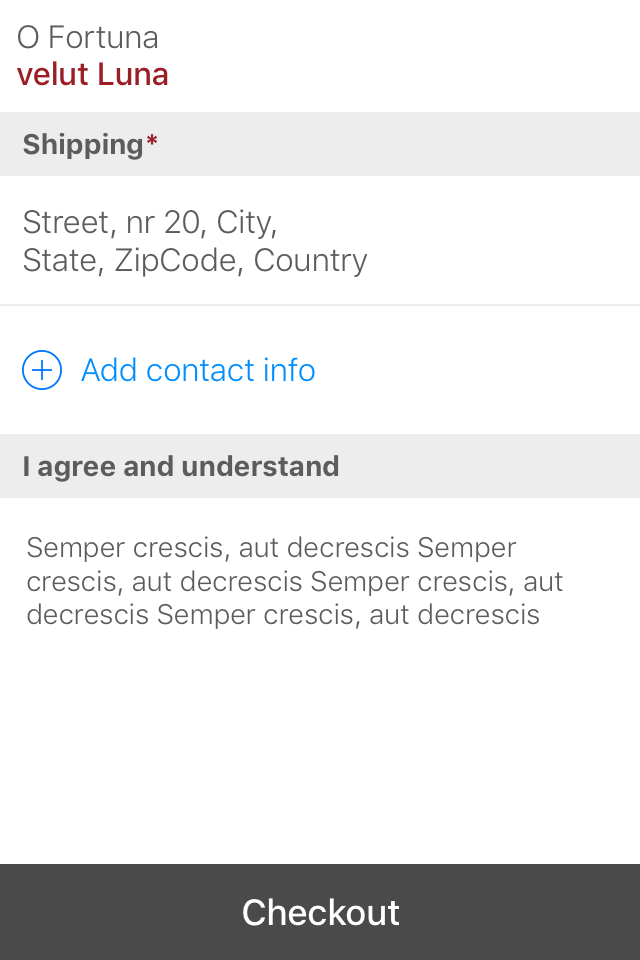 O Fortuna
velut Luna
Shipping*
Street, nr 20, City,
State, ZipCode, Country
Add contact info
I agree and understand
Semper crescis, aut decrescis Semper
crescis, aut decrescis Semper crescis, aut
decrescis Semper crescis, aut decrescis
Checkout